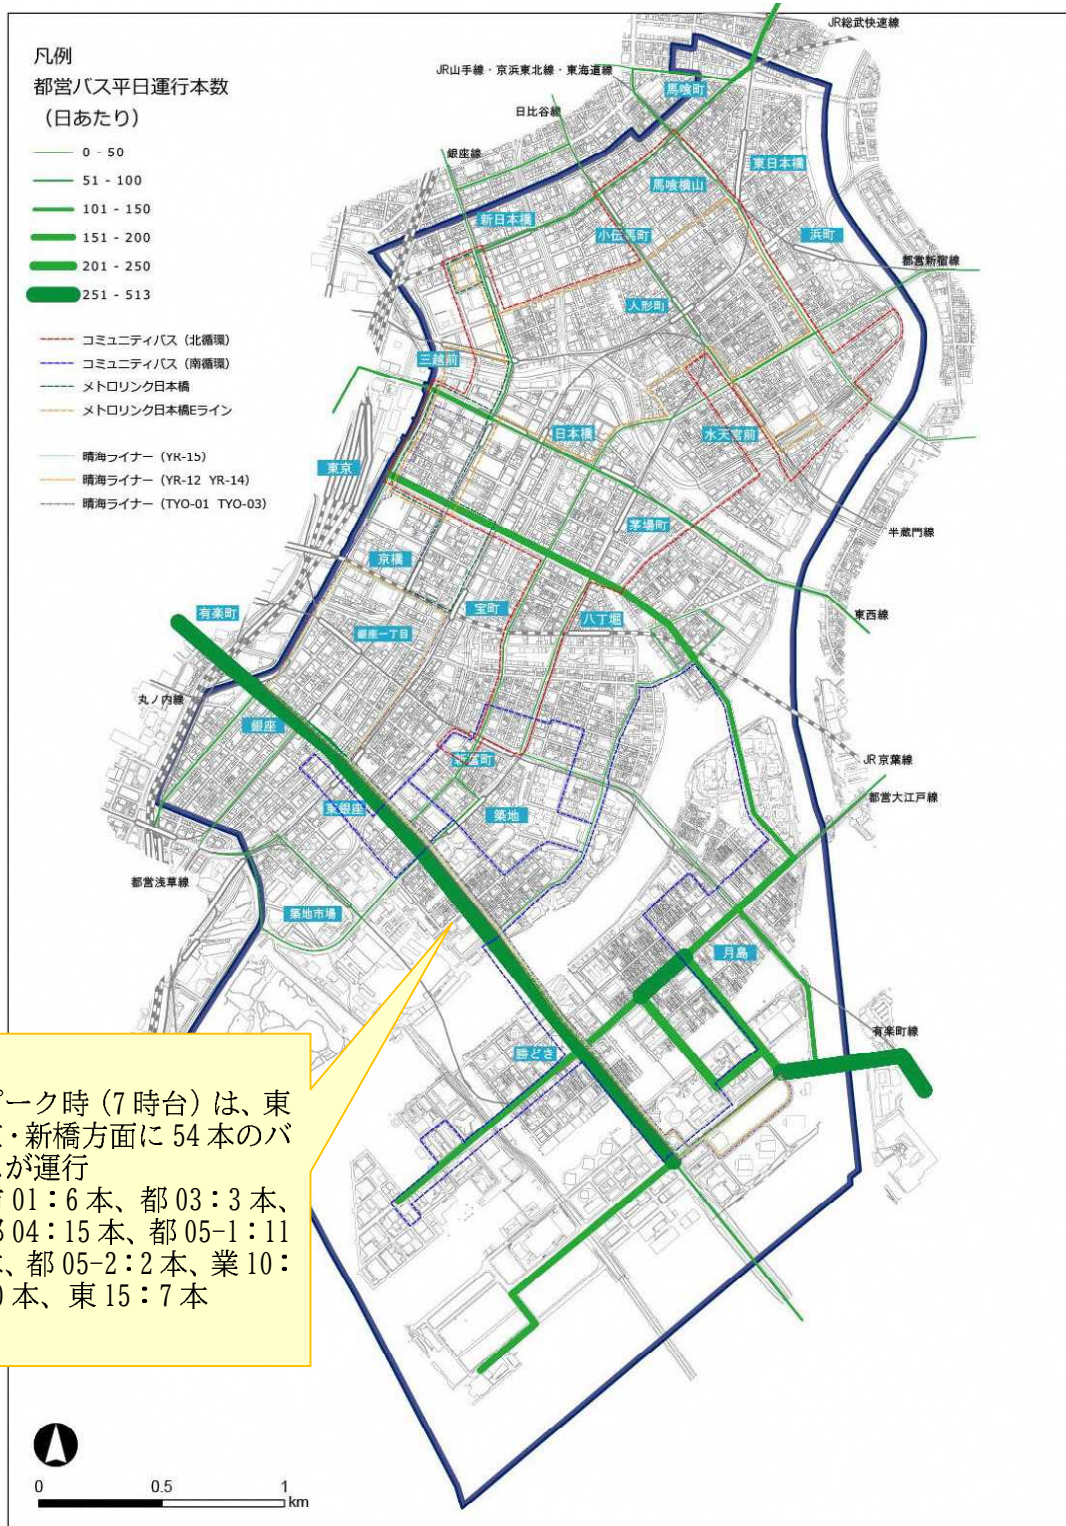 凡例
都営バス平日運行本数
（日あたり）
0 - 50
51 - 100
101 - 150
151 - 200
201 - 250
251 - 513
コミュニティバス（北循環）
コミュニティバス（南循環）
メトロリンク日本橋
メトロリンク日本橋Eライン
晴海ライナー（YR-15）
晴海ライナー（YR-12 YR-14）
晴海ライナー（TYO-01 TYO-03）
JR総武快速線
JR山手線・京浜東北線・東海道線
馬喰町
日比谷線
銀座線
東日本橋
馬喰横山
新日本橋
小伝馬町
浜町
都営新宿線
人形町
三越前
日本橋
水天宮前
東京
茅場町
半蔵門線
京橋
宝町
八丁堀
東西線
有楽町
銀座一丁目
丸ノ内線
銀座
新富町
JR京葉線
都営大江戸線
東銀座
築地
都営浅草線
築地市場
月島
有楽町線
勝どき
ピーク時（7時台）は、東
・新橋方面に54本のバ
が運行
01：6本、都03：3本、
04：15本、都05-1：11
、都05-2：2本、業10：
本、東15：7本
0 0.5 1
km